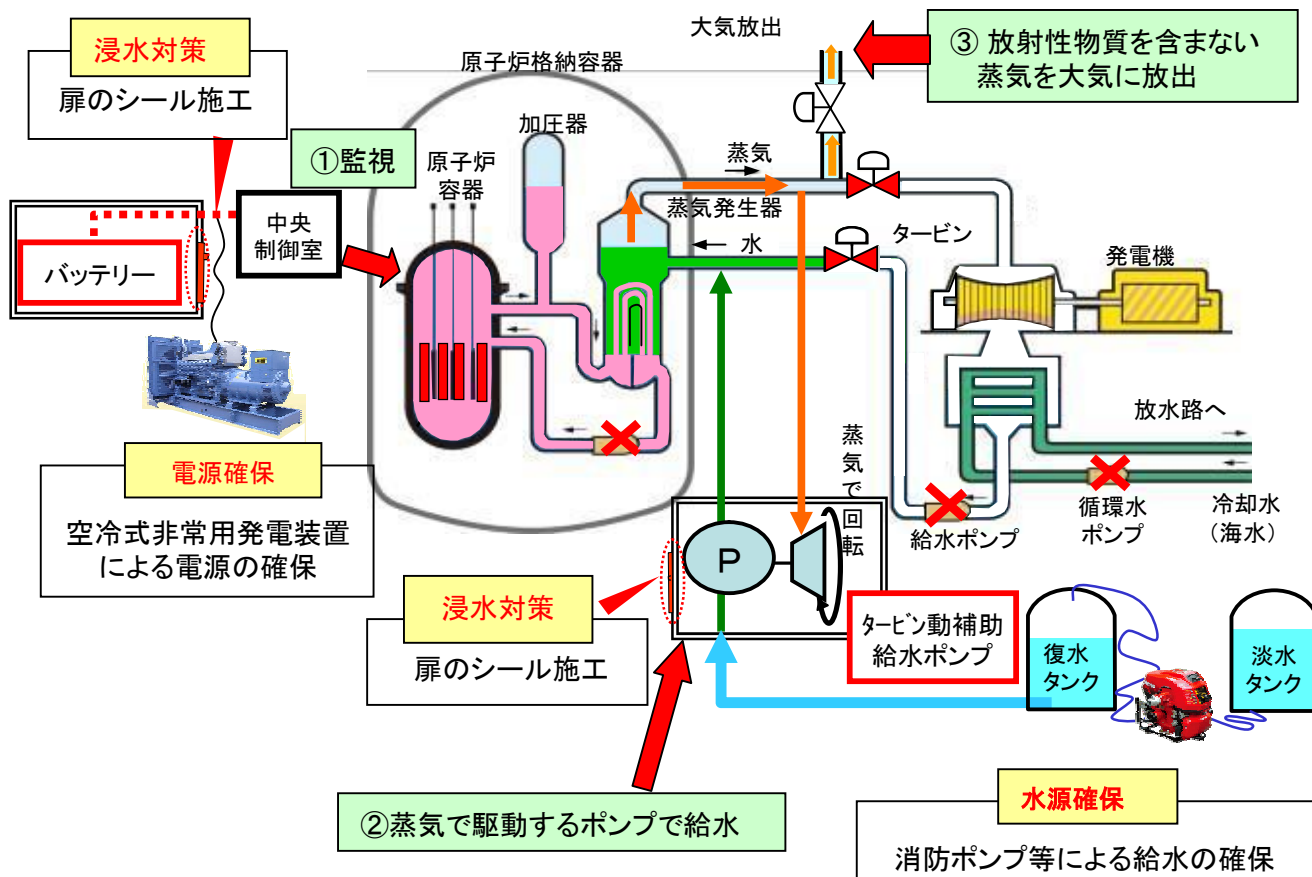 浸水対策
扉のシール施工
大気放出
③ 放射性物質を含まない
蒸気を大気に放出
原子炉格納容器
加圧器
①監視
原子炉
容器
蒸気
蒸気発生器
水
タービン
発電機
中央
制御室
バッテリー
放水路へ
電源確保
空冷式非常用発電装置
による電源の確保
蒸気で回転
給水ポンプ
循環水
ポンプ
冷却水
（海水）
P
浸水対策
扉のシール施工
ﾀｰﾋﾞﾝ動補助
給水ポンプ
復水
タンク
淡水
タンク
②蒸気で駆動するポンプで給水
水源確保
消防ポンプ等による給水の確保